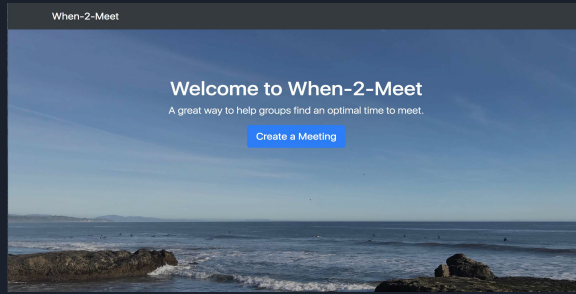 When-2-Meet
Welcome to When-2-Meet
A great way to help groups find an optimal time to meet.
Create a Meeting